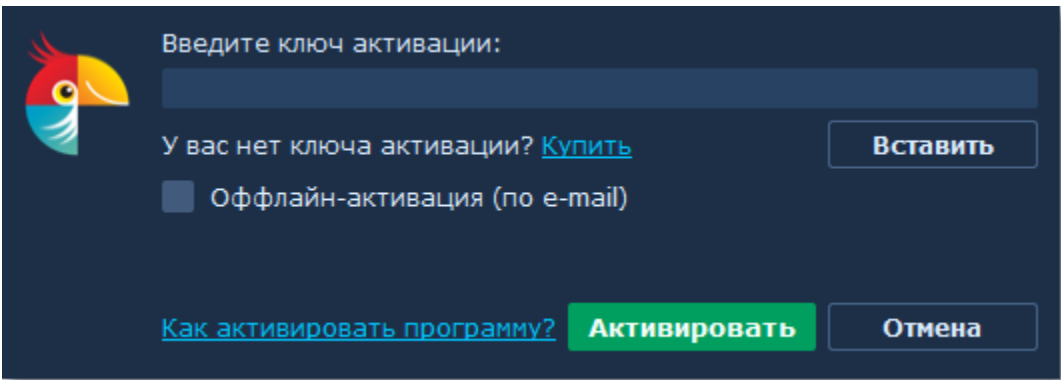 Введите ключ активации:
У вас нет ключа активации? Купить
Вставить
Оффлайн-активация (по e-mail)
Как активировать программу?
Активировать
Отмена